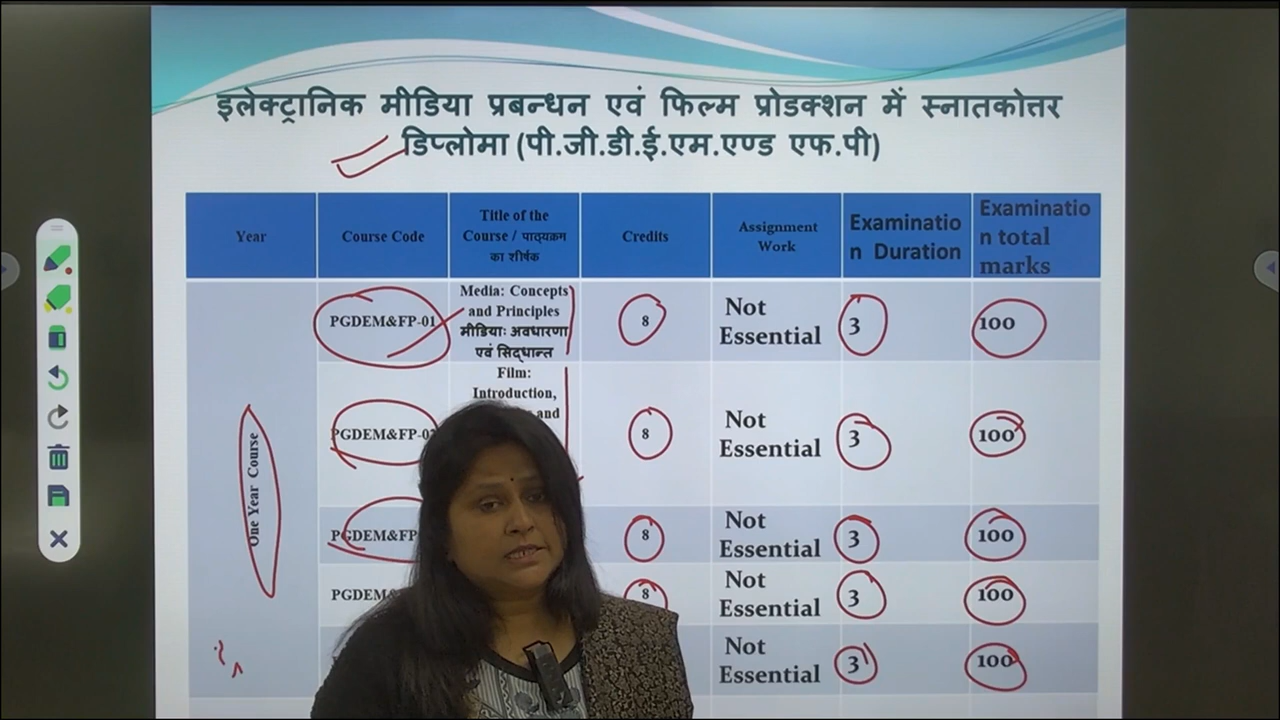 इलेक्ट्रानिक मीडिया प्रबन्धन एवं फिल्म प्रोडक्शन में स्नातकोत्तर
डिप्लोमा (पी.जी.डी.ई.एम.एण्ड एफ.पी)
Year
Course Code
Title of the
Course / पाठ्यक्रम
का शीर्षक
Credits
Assignment
Work
Examinatio
n Duration
Examinatio
n total
marks
One Year Course
PGDEM&FP-01
Media: Concepts
and Principles
मीडियाः अवधारणा
एवं सिद्धान्त
8
Not
Essential
3
100
PGDEM&FP-0
Film:
Introduction,
and
8
Not
Essential
3
100
PGDEM&FP
8
Not
Essential
3
100
PGDEM&
8
Not
Essential
3
100
Not
Essential
3
100